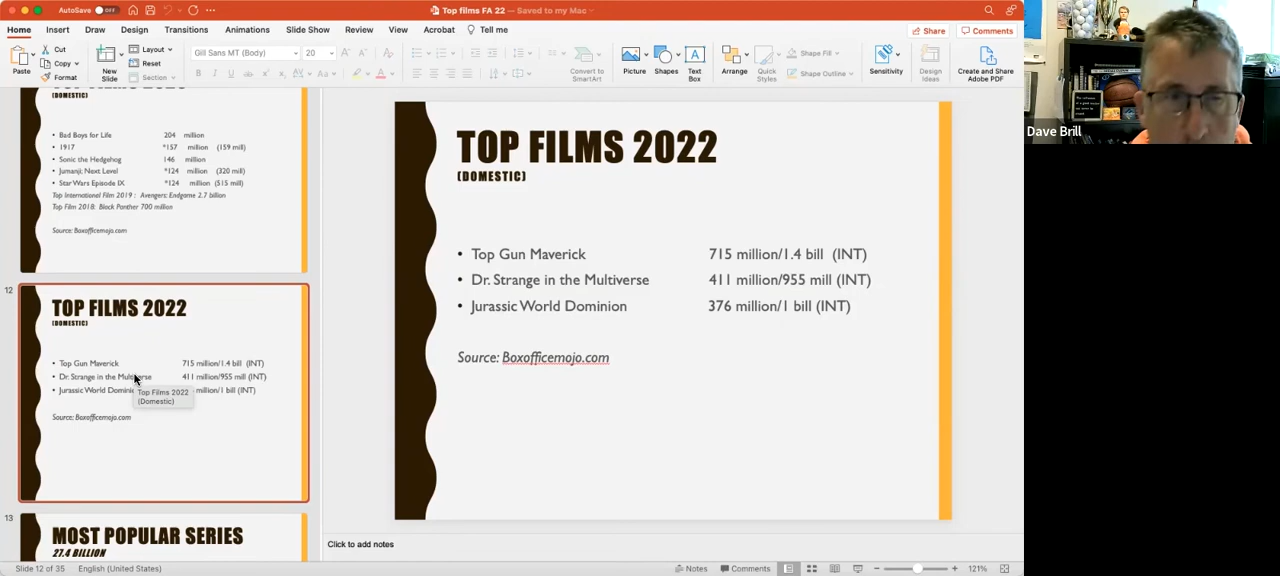 AutoSave OFF
Top films FA 22 — Saved to my Mac
Home Insert Draw Design Transitions Animations Slide Show Review View Acrobat Tell me
Share Comments
Paste
Cut
Copy
Format
New Slide
Layout
Reset
Section
Gill Sans MT (Body) 20
Convert to SmartArt
Picture
Shapes
Text Box
Arrange
Quick Styles
Shape Fill
Shape Outline
Sensitivity
Design Ideas
Create and Share Adobe PDF
(DOMESTIC)
• Bad Boys for Life 204 million
• 1917 *157 million (159 mill)
• Sonic the Hedgehog 146 million
• Jumanji: Next Level *124 million (320 mill)
• Star Wars Episode IX *124 million (515 mill)
Top International Film 2019 : Avengers: Endgame 2.7 billion
Top Film 2018: Black Panther 700 million
Source: Boxofficemojo.com
12
TOP FILMS 2022
(DOMESTIC)
• Top Gun Maverick 715 million/1.4 bill (INT)
• Dr. Strange in the Multiverse 411 million/955 mill (INT)
• Jurassic World Domini million/1 bill (INT)
Top Films 2022
(Domestic)
Source: Boxofficemojo.com
13
MOST POPULAR SERIES
27.4 BILLION
TOP FILMS 2022
(DOMESTIC)
• Top Gun Maverick 715 million/1.4 bill (INT)
• Dr. Strange in the Multiverse 411 million/955 mill (INT)
• Jurassic World Dominion 376 million/1 bill (INT)
Source: Boxofficemojo.com
Click to add notes
Slide 12 of 35 English (United States)
Notes Comments 121%
Dave Brill